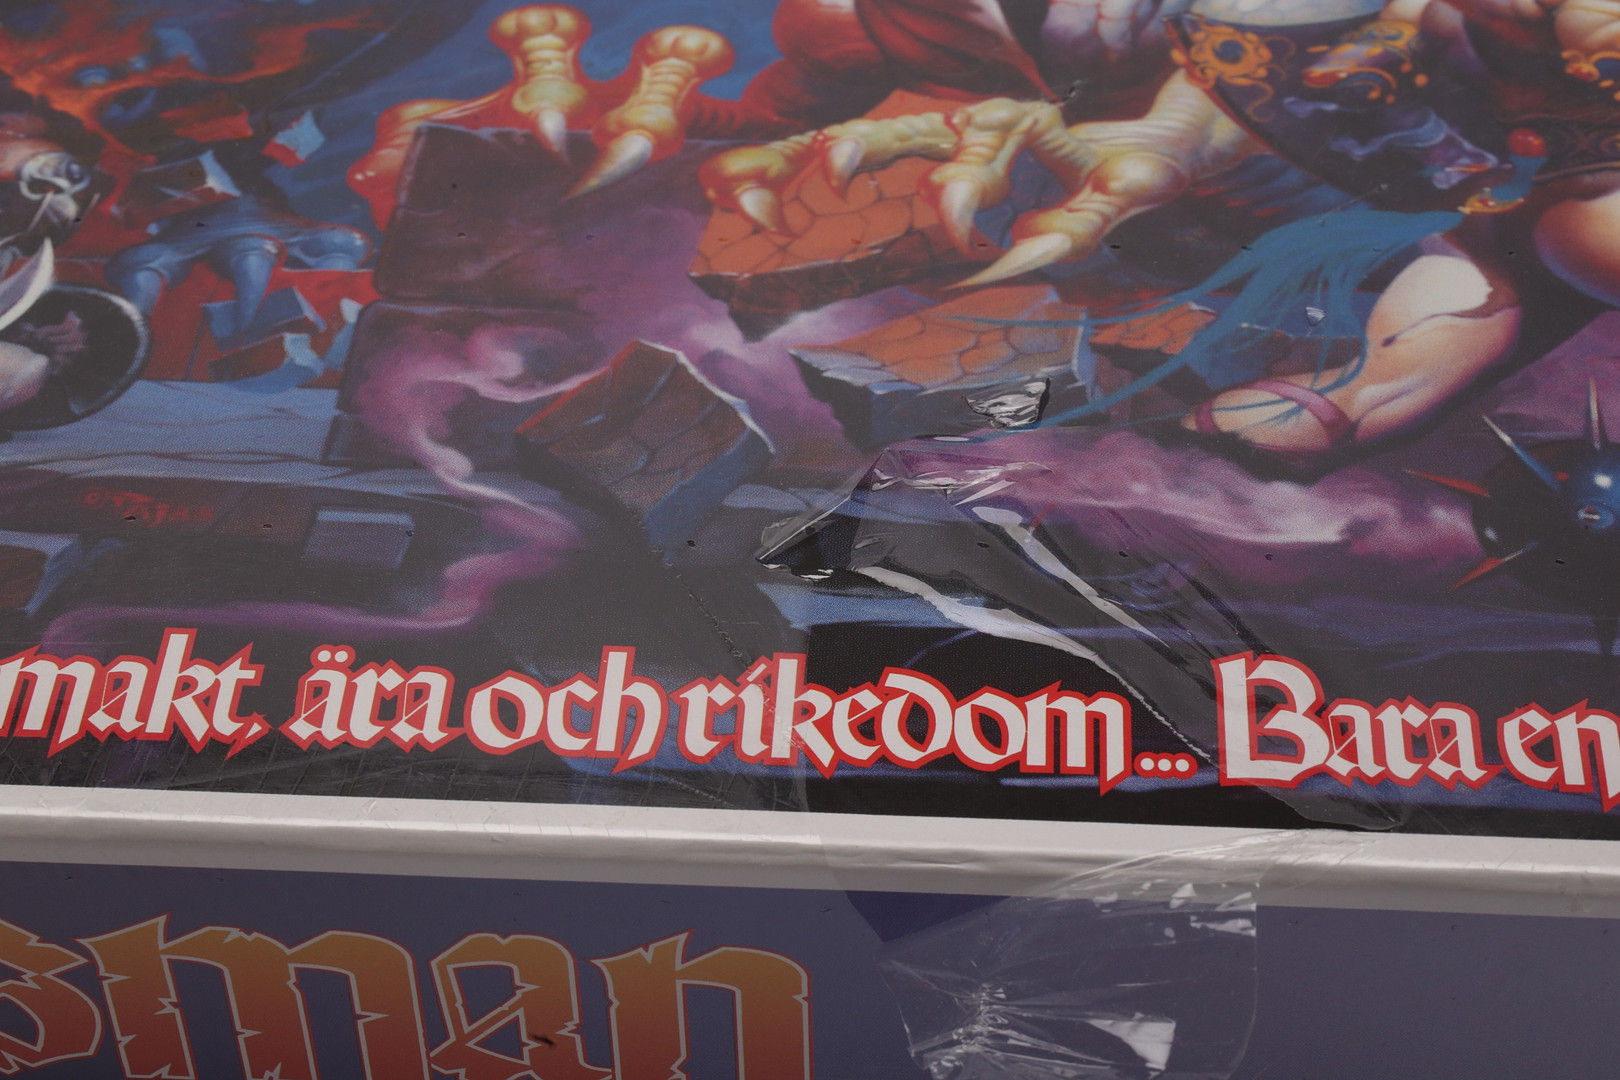 makt, ära och rikedom... Bara en
sman